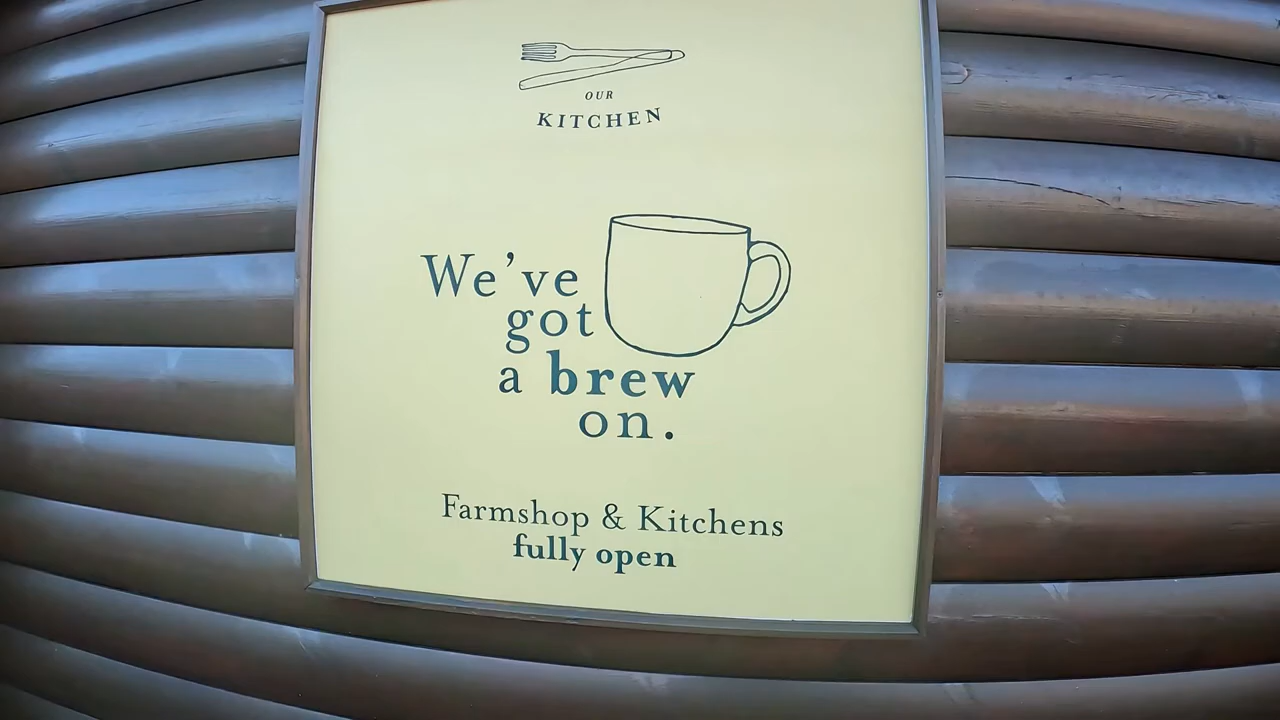 OUR
KITCHEN
We've
got
a brew
on.
Farmshop & Kitchens
fully open